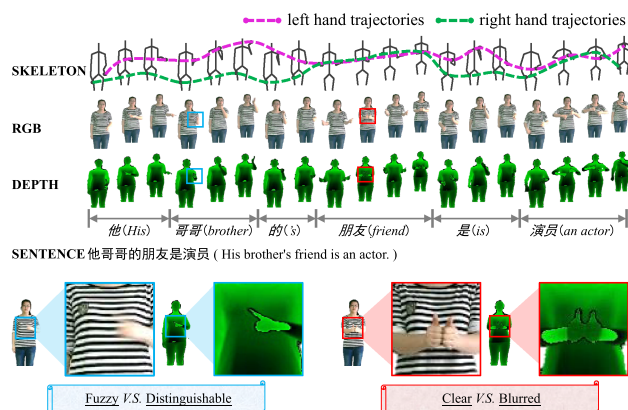 left hand trajectories right hand trajectories
SKELETON
RGB
DEPTH
他(His) 哥哥(brother) 的('s) 朋友(friend) 是(is) 演员(an actor)
SENTENCE 他哥哥的朋友是演员 ( His brother's friend is an actor. )
Fuzzy V.S. Distinguishable Clear V.S. Blurred